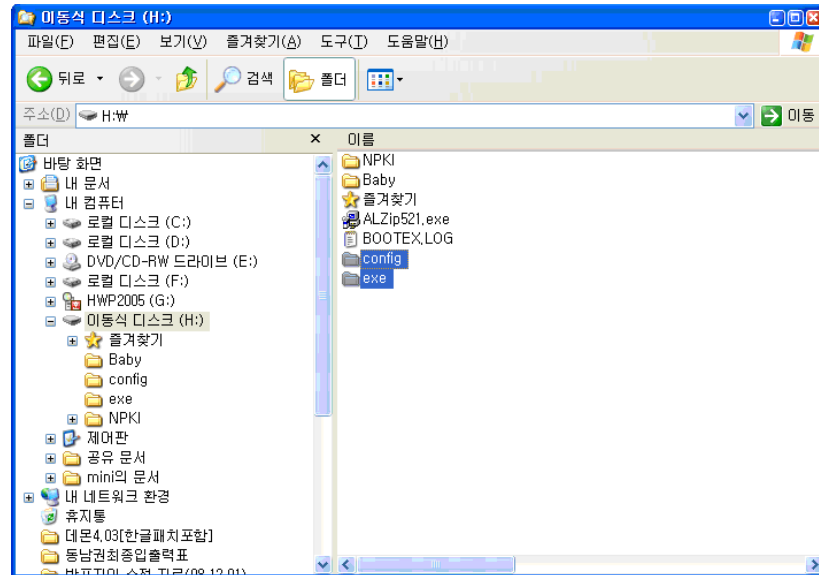 이동식 디스크 (H:)
파일(F) 편집(E) 보기(V) 즐겨찾기(A) 도구(T) 도움말(H)
뒤로 검색 폴더
주소(D) H:₩ 이동
폴더 × 이름
바탕 화면
내 문서
내 컴퓨터
로컬 디스크 (C:)
로컬 디스크 (D:)
DVD/CD-RW 드라이브 (E:)
로컬 디스크 (F:)
HWP2005 (G:)
이동식 디스크 (H:)
즐겨찾기
Baby
config
exe
NPKI
제어판
공유 문서
mini의 문서
내 네트워크 환경
휴지통
데몬4.03[한글패치포함]
동남권최종입출력표
NPKI
Baby
즐겨찾기
ALZip521.exe
BOOTEX.LOG
config
exe